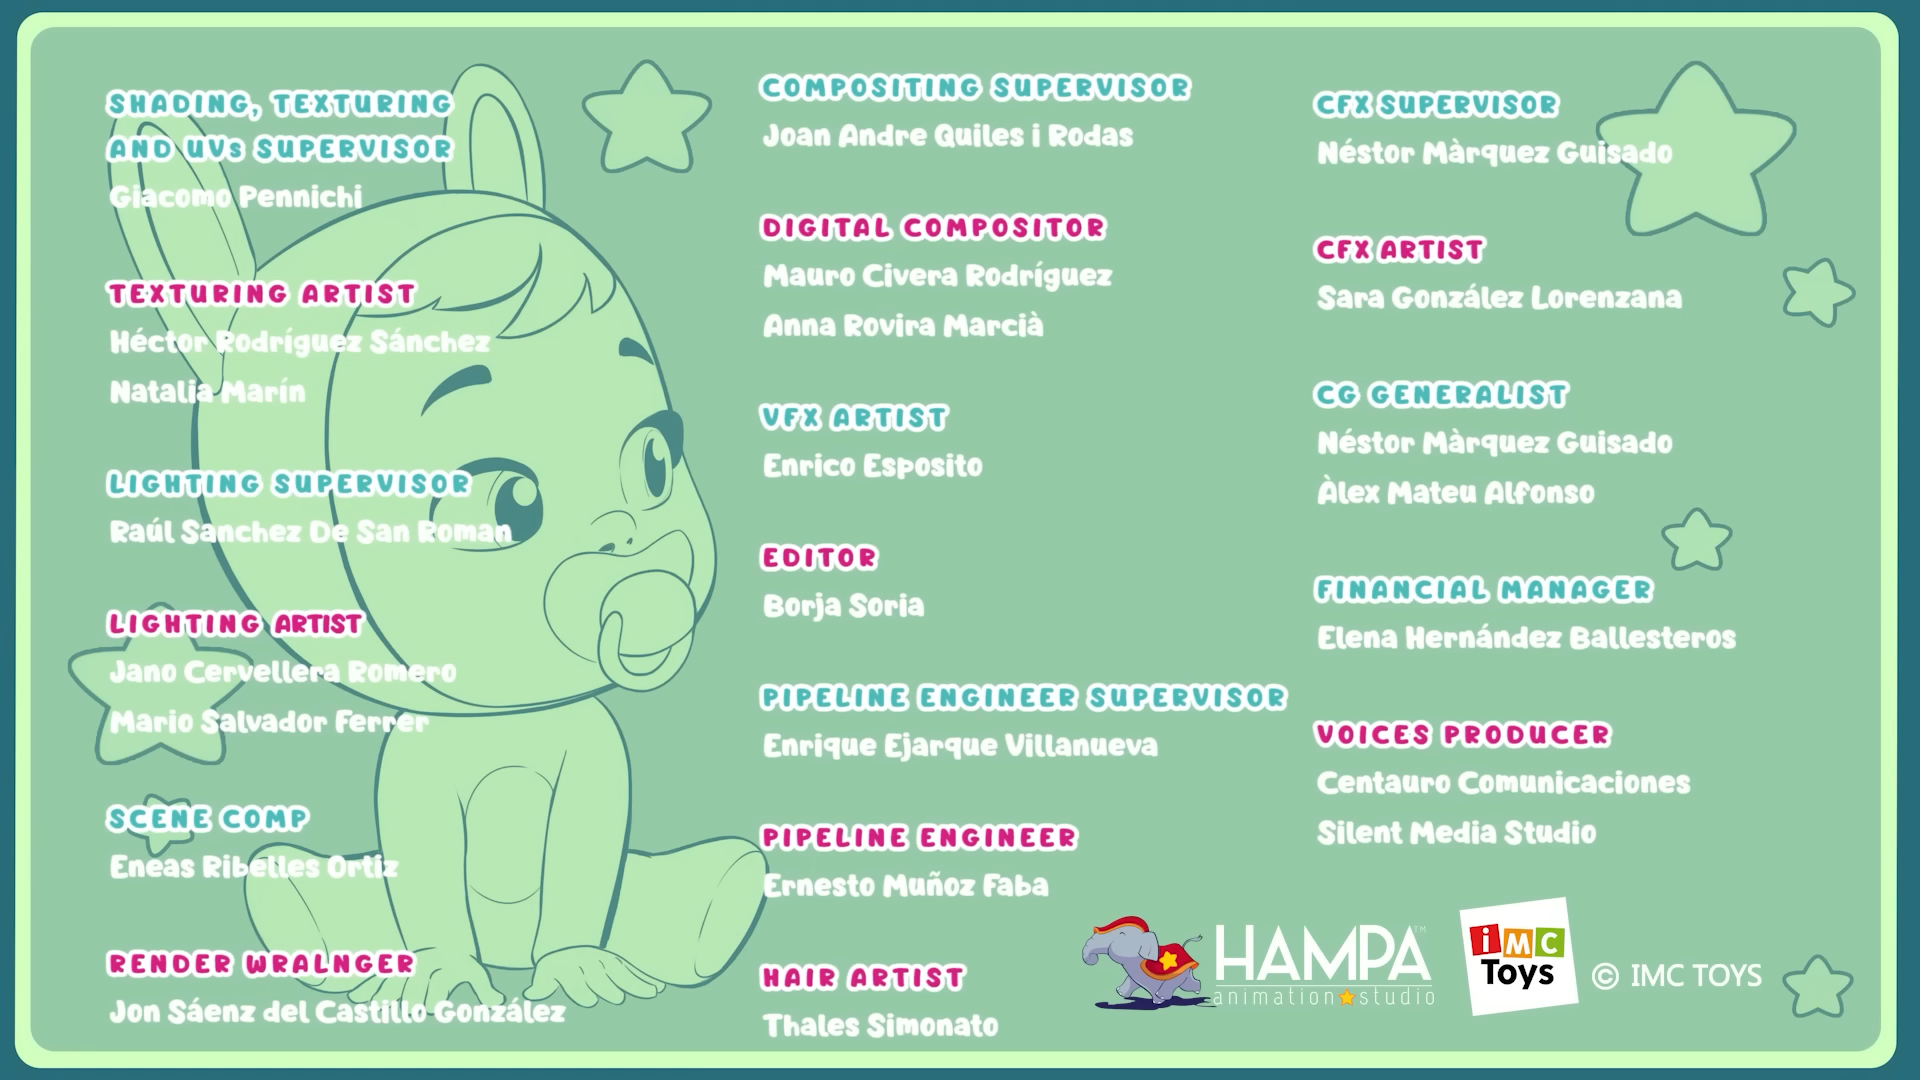 SHADING, TEXTURING
AND UVs SUPERVISOR
Giacomo Pennichi
TEXTURING ARTIST
Héctor Rodríguez Sánchez
Natalia Marín
LIGHTING SUPERVISOR
Raúl Sanchez De San Roman
LIGHTING ARTIST
Jano Cervellera Romero
Mario Salvador Ferrer
SCENE COMP
Eneas Ribelles Ortíz
RENDER WRALNGER
Jon Sáenz del Castillo González
COMPOSITING SUPERVISOR
Joan Andre Quiles i Rodas
DIGITAL COMPOSITOR
Mauro Civera Rodríguez
Anna Rovira Marcià
VFX ARTIST
Enrico Esposito
EDITOR
Borja Soria
PIPELINE ENGINEER SUPERVISOR
Enrique Ejarque Villanueva
PIPELINE ENGINEER
Ernesto Muñoz Faba
HAIR ARTIST
Thales Simonato
CFX SUPERVISOR
Néstor Màrquez Guisado
CFX ARTIST
Sara González Lorenzana
CG GENERALIST
Néstor Màrquez Guisado
Àlex Mateu Alfonso
FINANCIAL MANAGER
Elena Hernández Ballesteros
VOICES PRODUCER
Centauro Comunicaciones
Silent Media Studio
HAMPA™
animation studio
iMC
Toys
© IMC TOYS